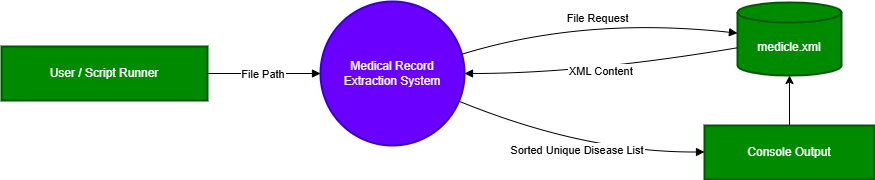 File Request
medicle.xml
Medical Record
Extraction System
User / Script Runner
File Path
XML Content
Sorted Unique Disease List
Console Output